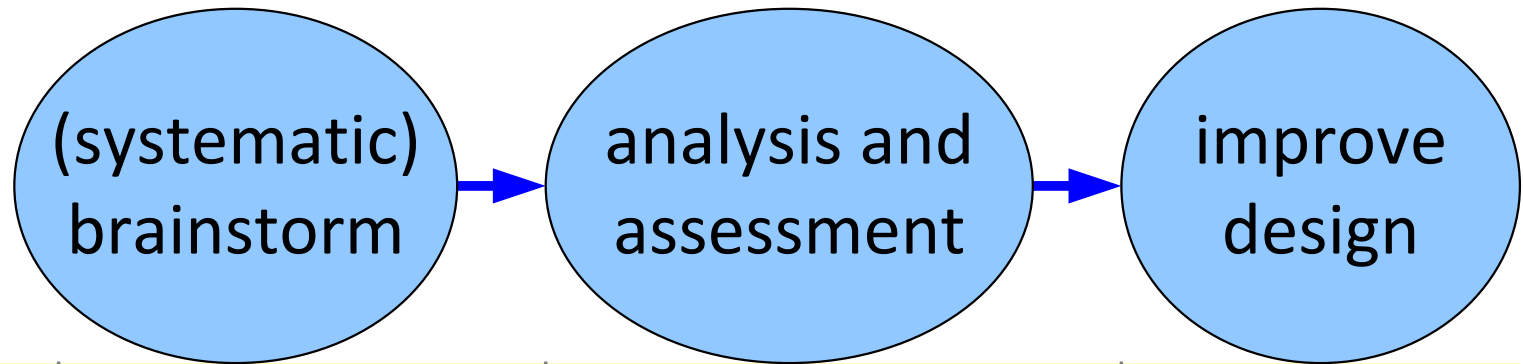 (systematic)
brainstorm
analysis and
assessment
improve
design